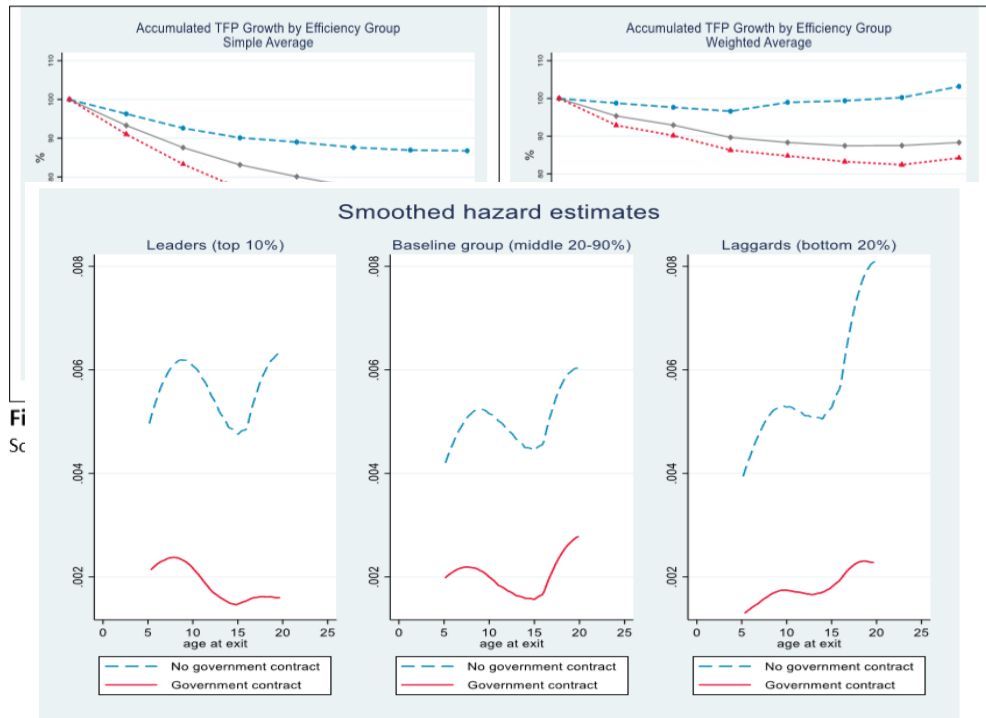 Accumulated TFP Growth by Efficiency Group
Simple Average
110
100
90
80
%
Accumulated TFP Growth by Efficiency Group
Weighted Average
110
100
90
80
%
Fi
Sc
Smoothed hazard estimates
Leaders (top 10%)
.008
.006
.004
.002
0 5 10 15 20 25
age at exit
No government contract
Government contract
Baseline group (middle 20-90%)
0 5 10 15 20 25
age at exit
No government contract
Government contract
Laggards (bottom 20%)
.008
.006
.004
.002
0 5 10 15 20 25
age at exit
No government contract
Government contract